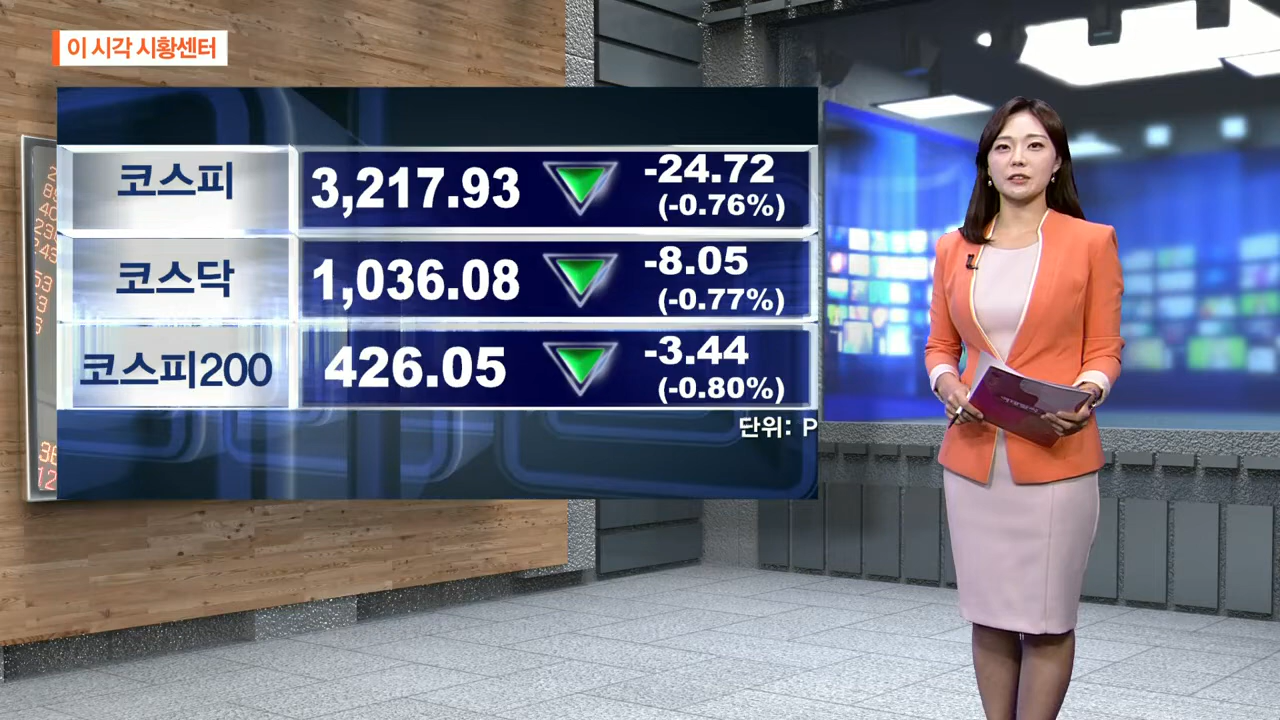 이 시각 시황센터
코스피 3,217.93 -24.72
(-0.76%)
코스닥 1,036.08 -8.05
(-0.77%)
코스피200 426.05 -3.44
(-0.80%)
단위: P